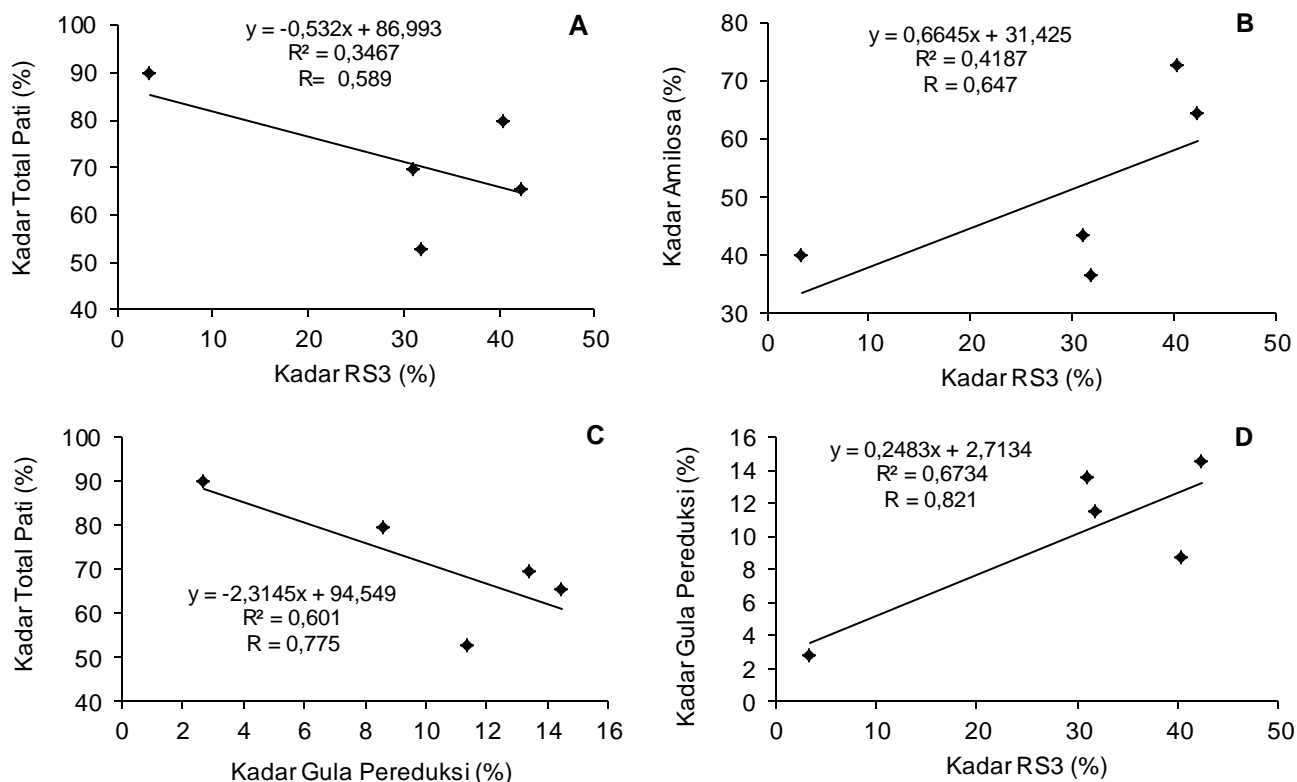 A
y = -0,532x + 86,993
R² = 0,3467
R= 0,589
Kadar Total Pati (%)
100
90
80
70
60
50
40
0 10 20 30 40 50
Kadar RS3 (%)
B
y = 0,6645x + 31,425
R² = 0,4187
R = 0,647
Kadar Amilosa (%)
80
70
60
50
40
30
0 10 20 30 40 50
Kadar RS3 (%)
C
y = -2,3145x + 94,549
R² = 0,601
R = 0,775
Kadar Total Pati (%)
100
90
80
70
60
50
40
0 2 4 6 8 10 12 14 16
Kadar Gula Pereduksi (%)
D
y = 0,2483x + 2,7134
R² = 0,6734
R = 0,821
Kadar Gula Pereduksi (%)
16
14
12
10
8
6
4
2
0
0 10 20 30 40 50
Kadar RS3 (%)